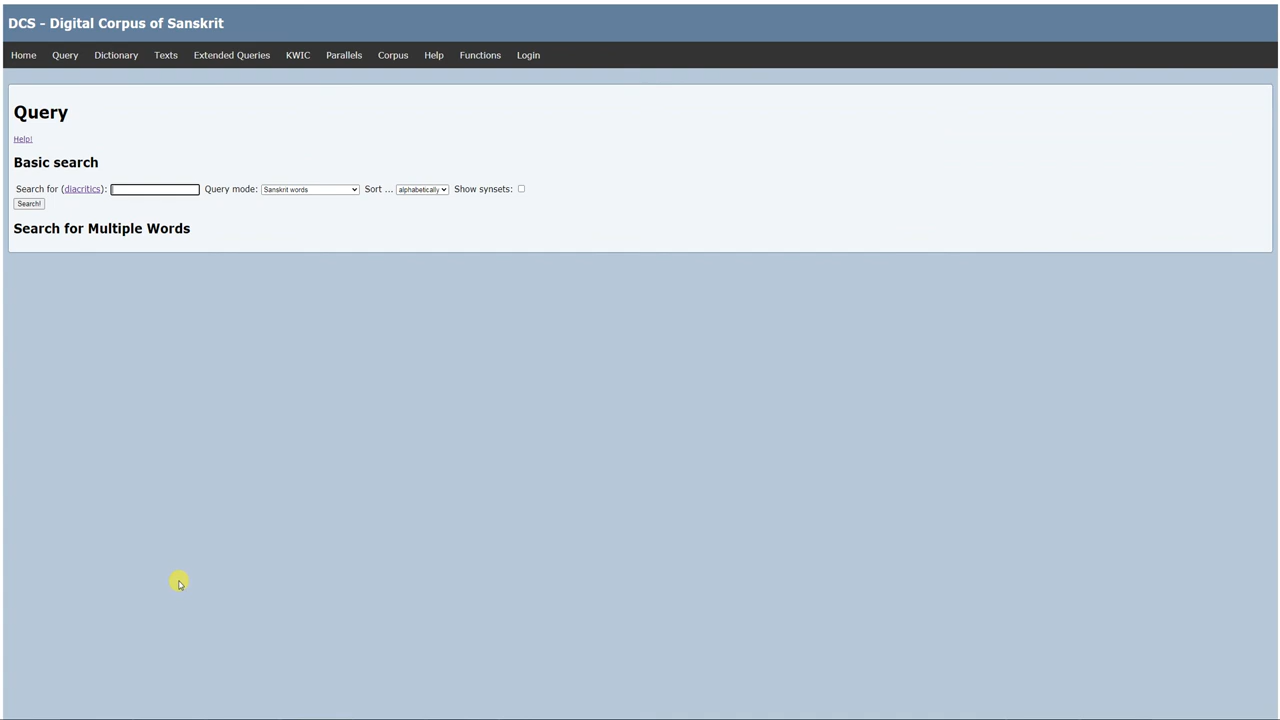 DCS - Digital Corpus of Sanskrit
Home Query Dictionary Texts Extended Queries KWIC Parallels Corpus Help Functions Login
Query
Help!
Basic search
Search for (diacritics): Query mode: Sanskrit words Sort ... alphabetically Show synsets:
Search!
Search for Multiple Words